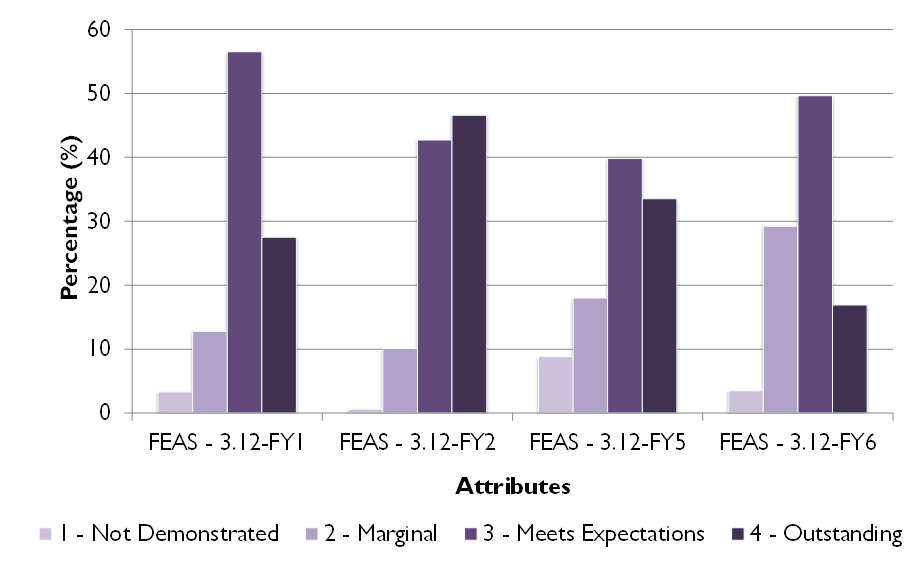 60
50
40
30
20
10
0
Percentage (%)
FEAS - 3.12-FY1 FEAS - 3.12-FY2 FEAS - 3.12-FY5 FEAS - 3.12-FY6
Attributes
1 - Not Demonstrated 2 - Marginal 3 - Meets Expectations 4 - Outstanding